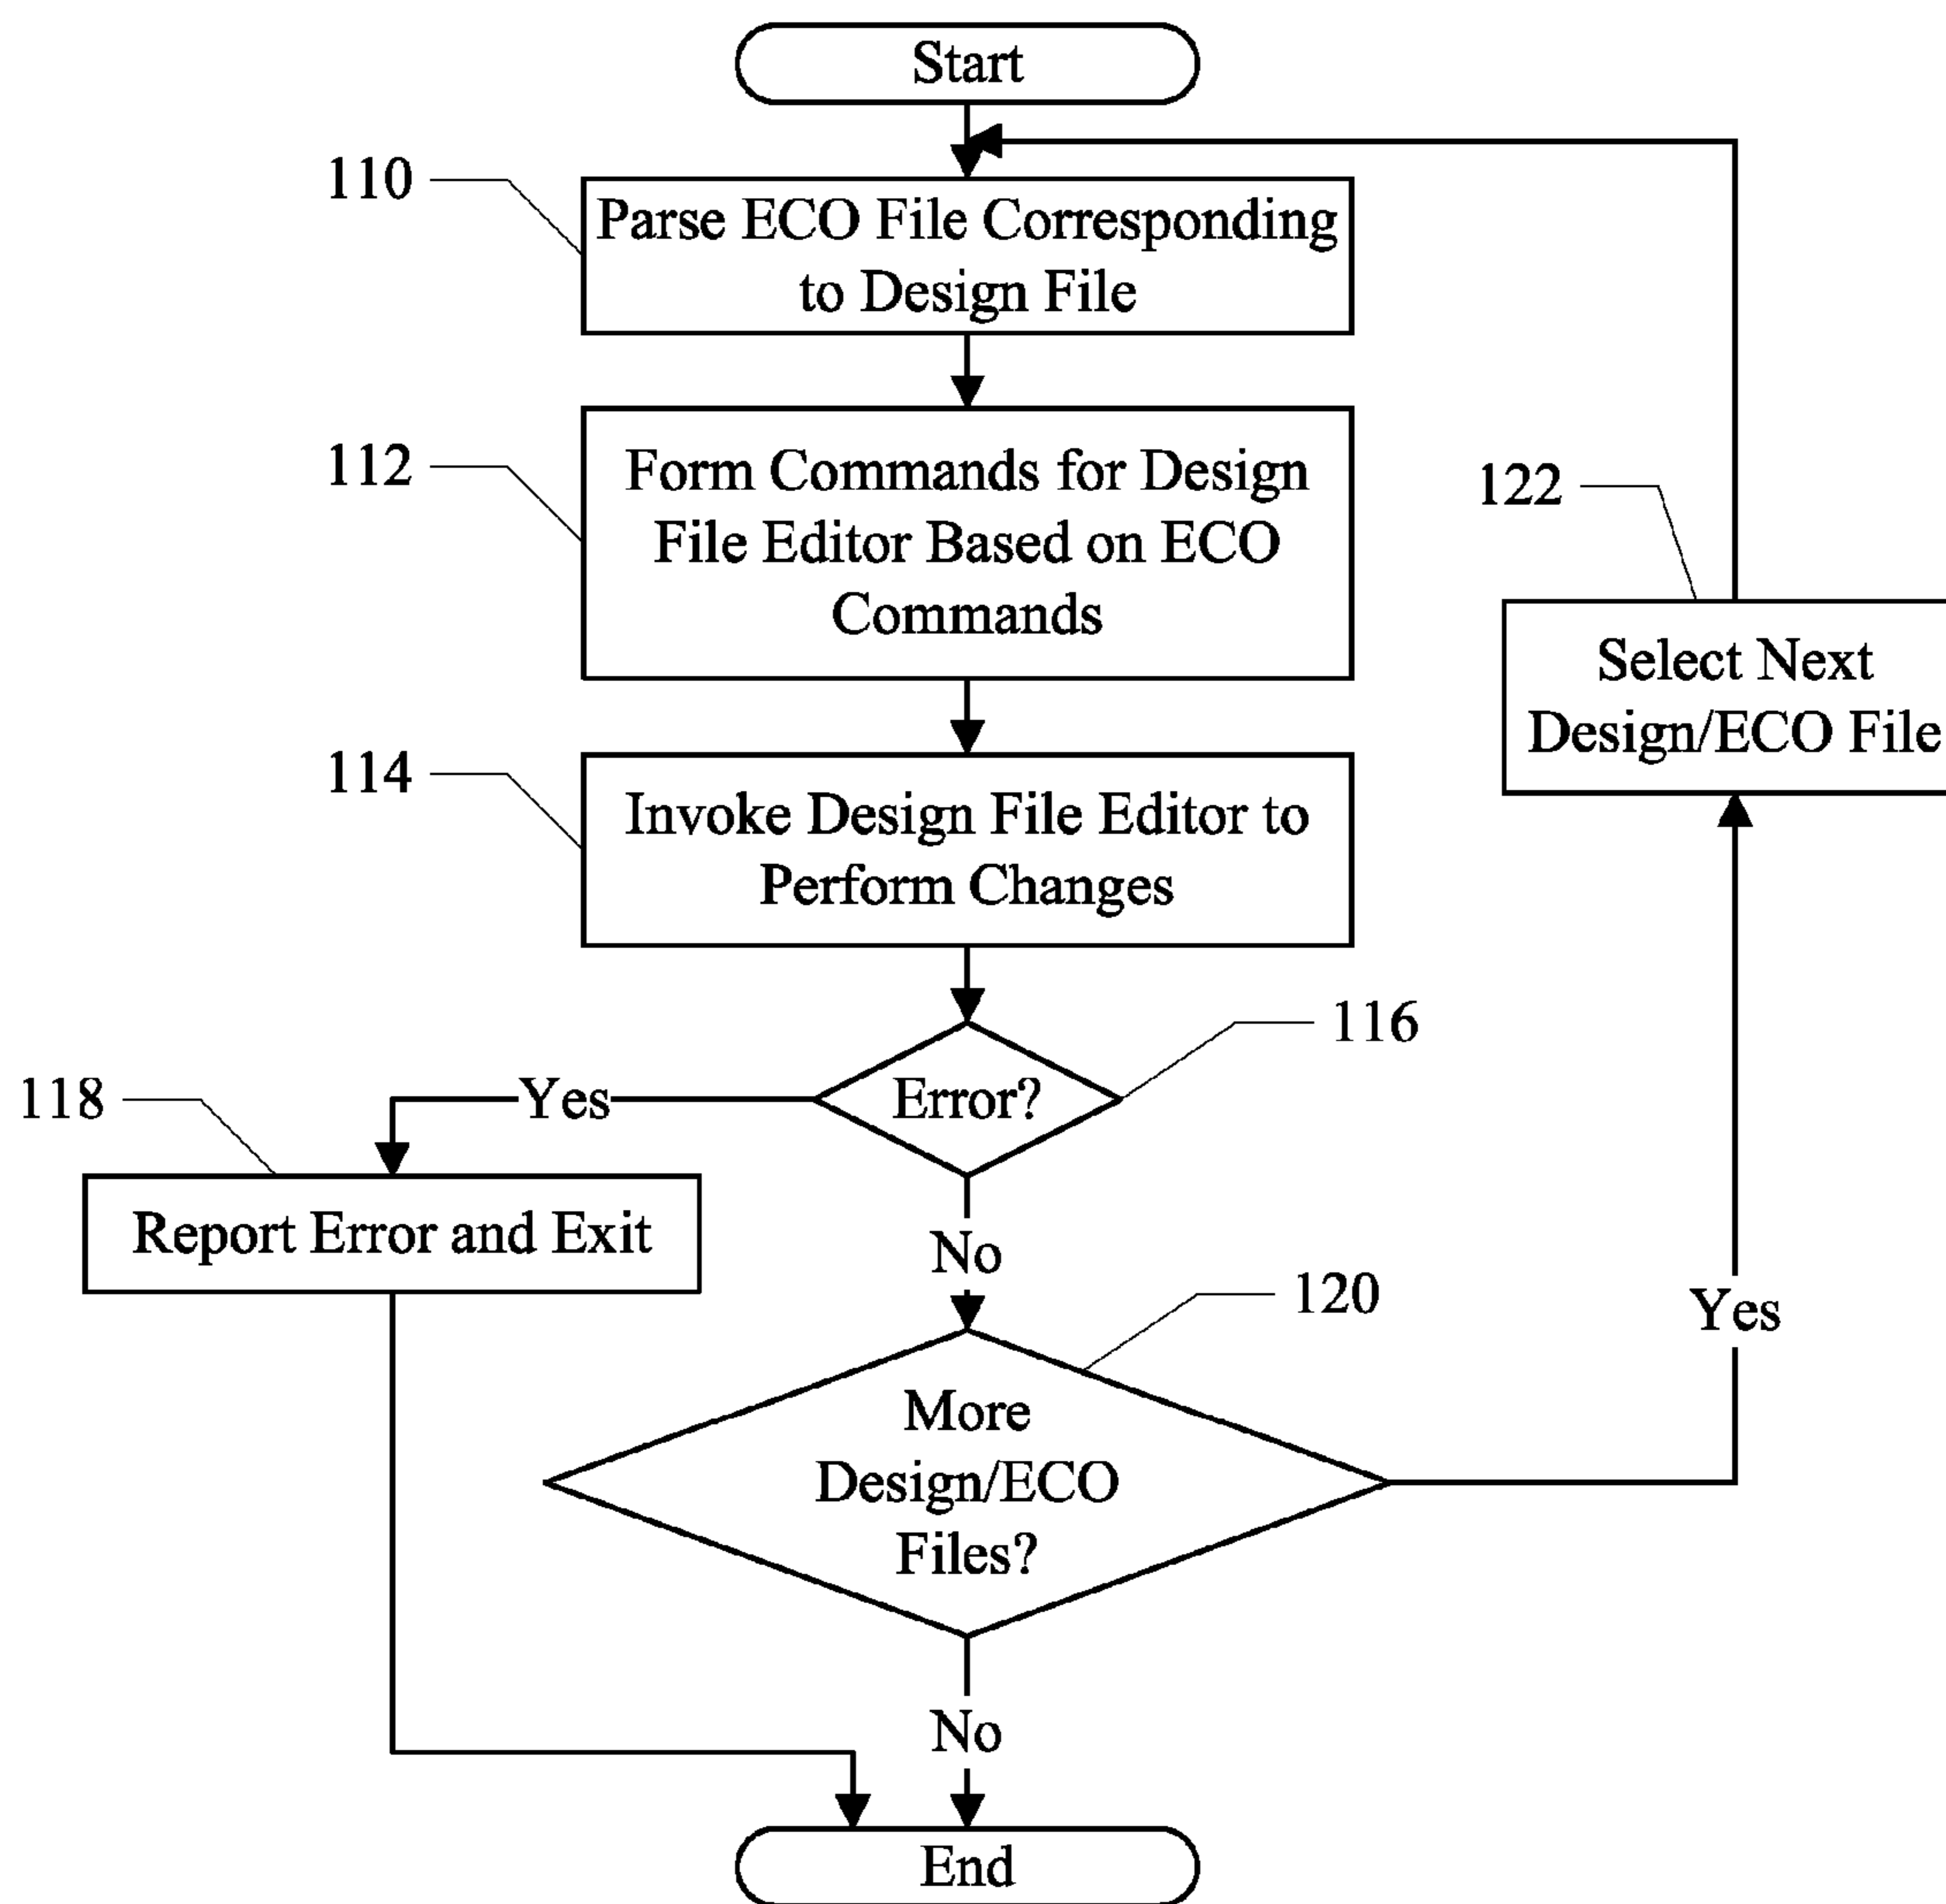 Start
110
Parse ECO File Corresponding
to Design File
112
Form Commands for Design
File Editor Based on ECO
Commands
122
Select Next
Design/ECO File
114
Invoke Design File Editor to
Perform Changes
116
Error?
Yes
118
Report Error and Exit
No
120
More
Design/ECO
Files?
Yes
No
End